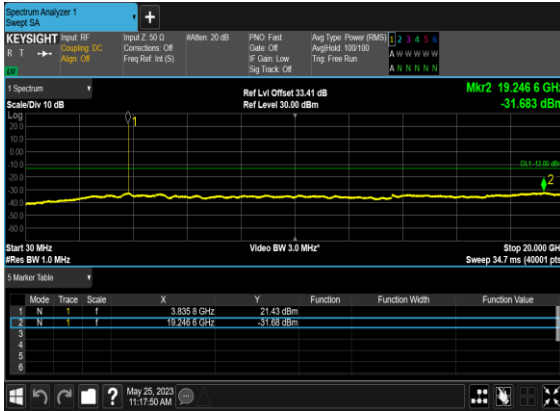 Spectrum Analyzer 1
Swept SA
+
KEYSIGHT Input: RF Input Z: 50 Ω #Atten: 20 dB PNO: Fast Avg Type: Power (RMS) 1 2 3 4 5 6
R T Coupling: DC Corrections: Off Gate: Off Avg|Hold: 100/100 A W W W W W
Align: Off Freq Ref: Int (S) IF Gain: Low Trig: Free Run
Sig Track: Off A N N N N N
1 Spectrum Ref Lvl Offset 33.41 dB Mkr2 19.246 6 GHz
Scale/Div 10 dB Ref Level 30.00 dBm -31.683 dBm
Log
1
20.0
10.0
0.00
-10.0
DL1 -13.00 dBm
-20.0
2
-30.0
-40.0
-50.0
-60.0
Start 30 MHz Video BW 3.0 MHz* Stop 20.000 GHz
#Res BW 1.0 MHz Sweep 34.7 ms (40001 pts)
5 Marker Table
Mode Trace Scale X Y Function Function Width Function Value
1 N 1 f 3.835 8 GHz 21.43 dBm
2 N 1 f 19.246 6 GHz -31.68 dBm
3
4
5
6
?
May 25, 2023
11:17:50 AM